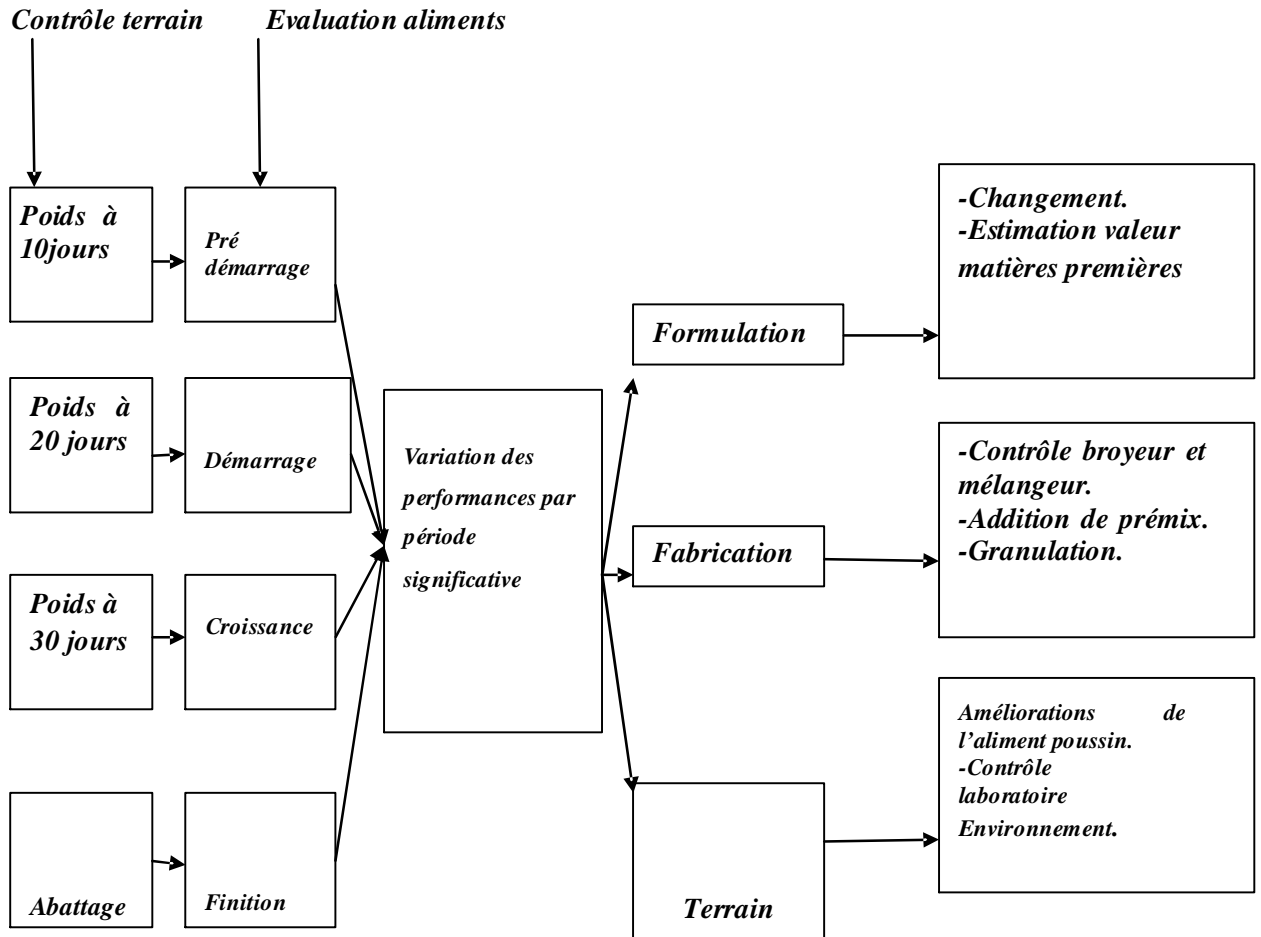 Contrôle terrain
Evaluation aliments
Poids à
10jours
Pré
démarrage
Poids à
20 jours
Démarrage
Poids à
30 jours
Croissance
Abattage
Finition
Variation des
performances par
période
significative
Formulation
Fabrication
Terrain
-Changement.
-Estimation valeur
matières premières
-Contrôle broyeur et
mélangeur.
-Addition de prémix.
-Granulation.
Améliorations de
l’aliment poussin.
-Contrôle
laboratoire
Environnement.